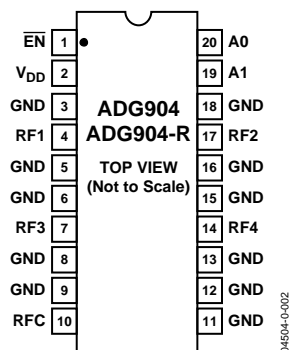 EN 1 20 A0
VDD 2 19 A1
GND 3 ADG904 18 GND
RF1 4 ADG904-R 17 RF2
GND 5 TOP VIEW 16 GND
GND 6 (Not to Scale) 15 GND
RF3 7 14 RF4
GND 8 13 GND
GND 9 12 GND
RFC 10 11 GND
04504-0-002